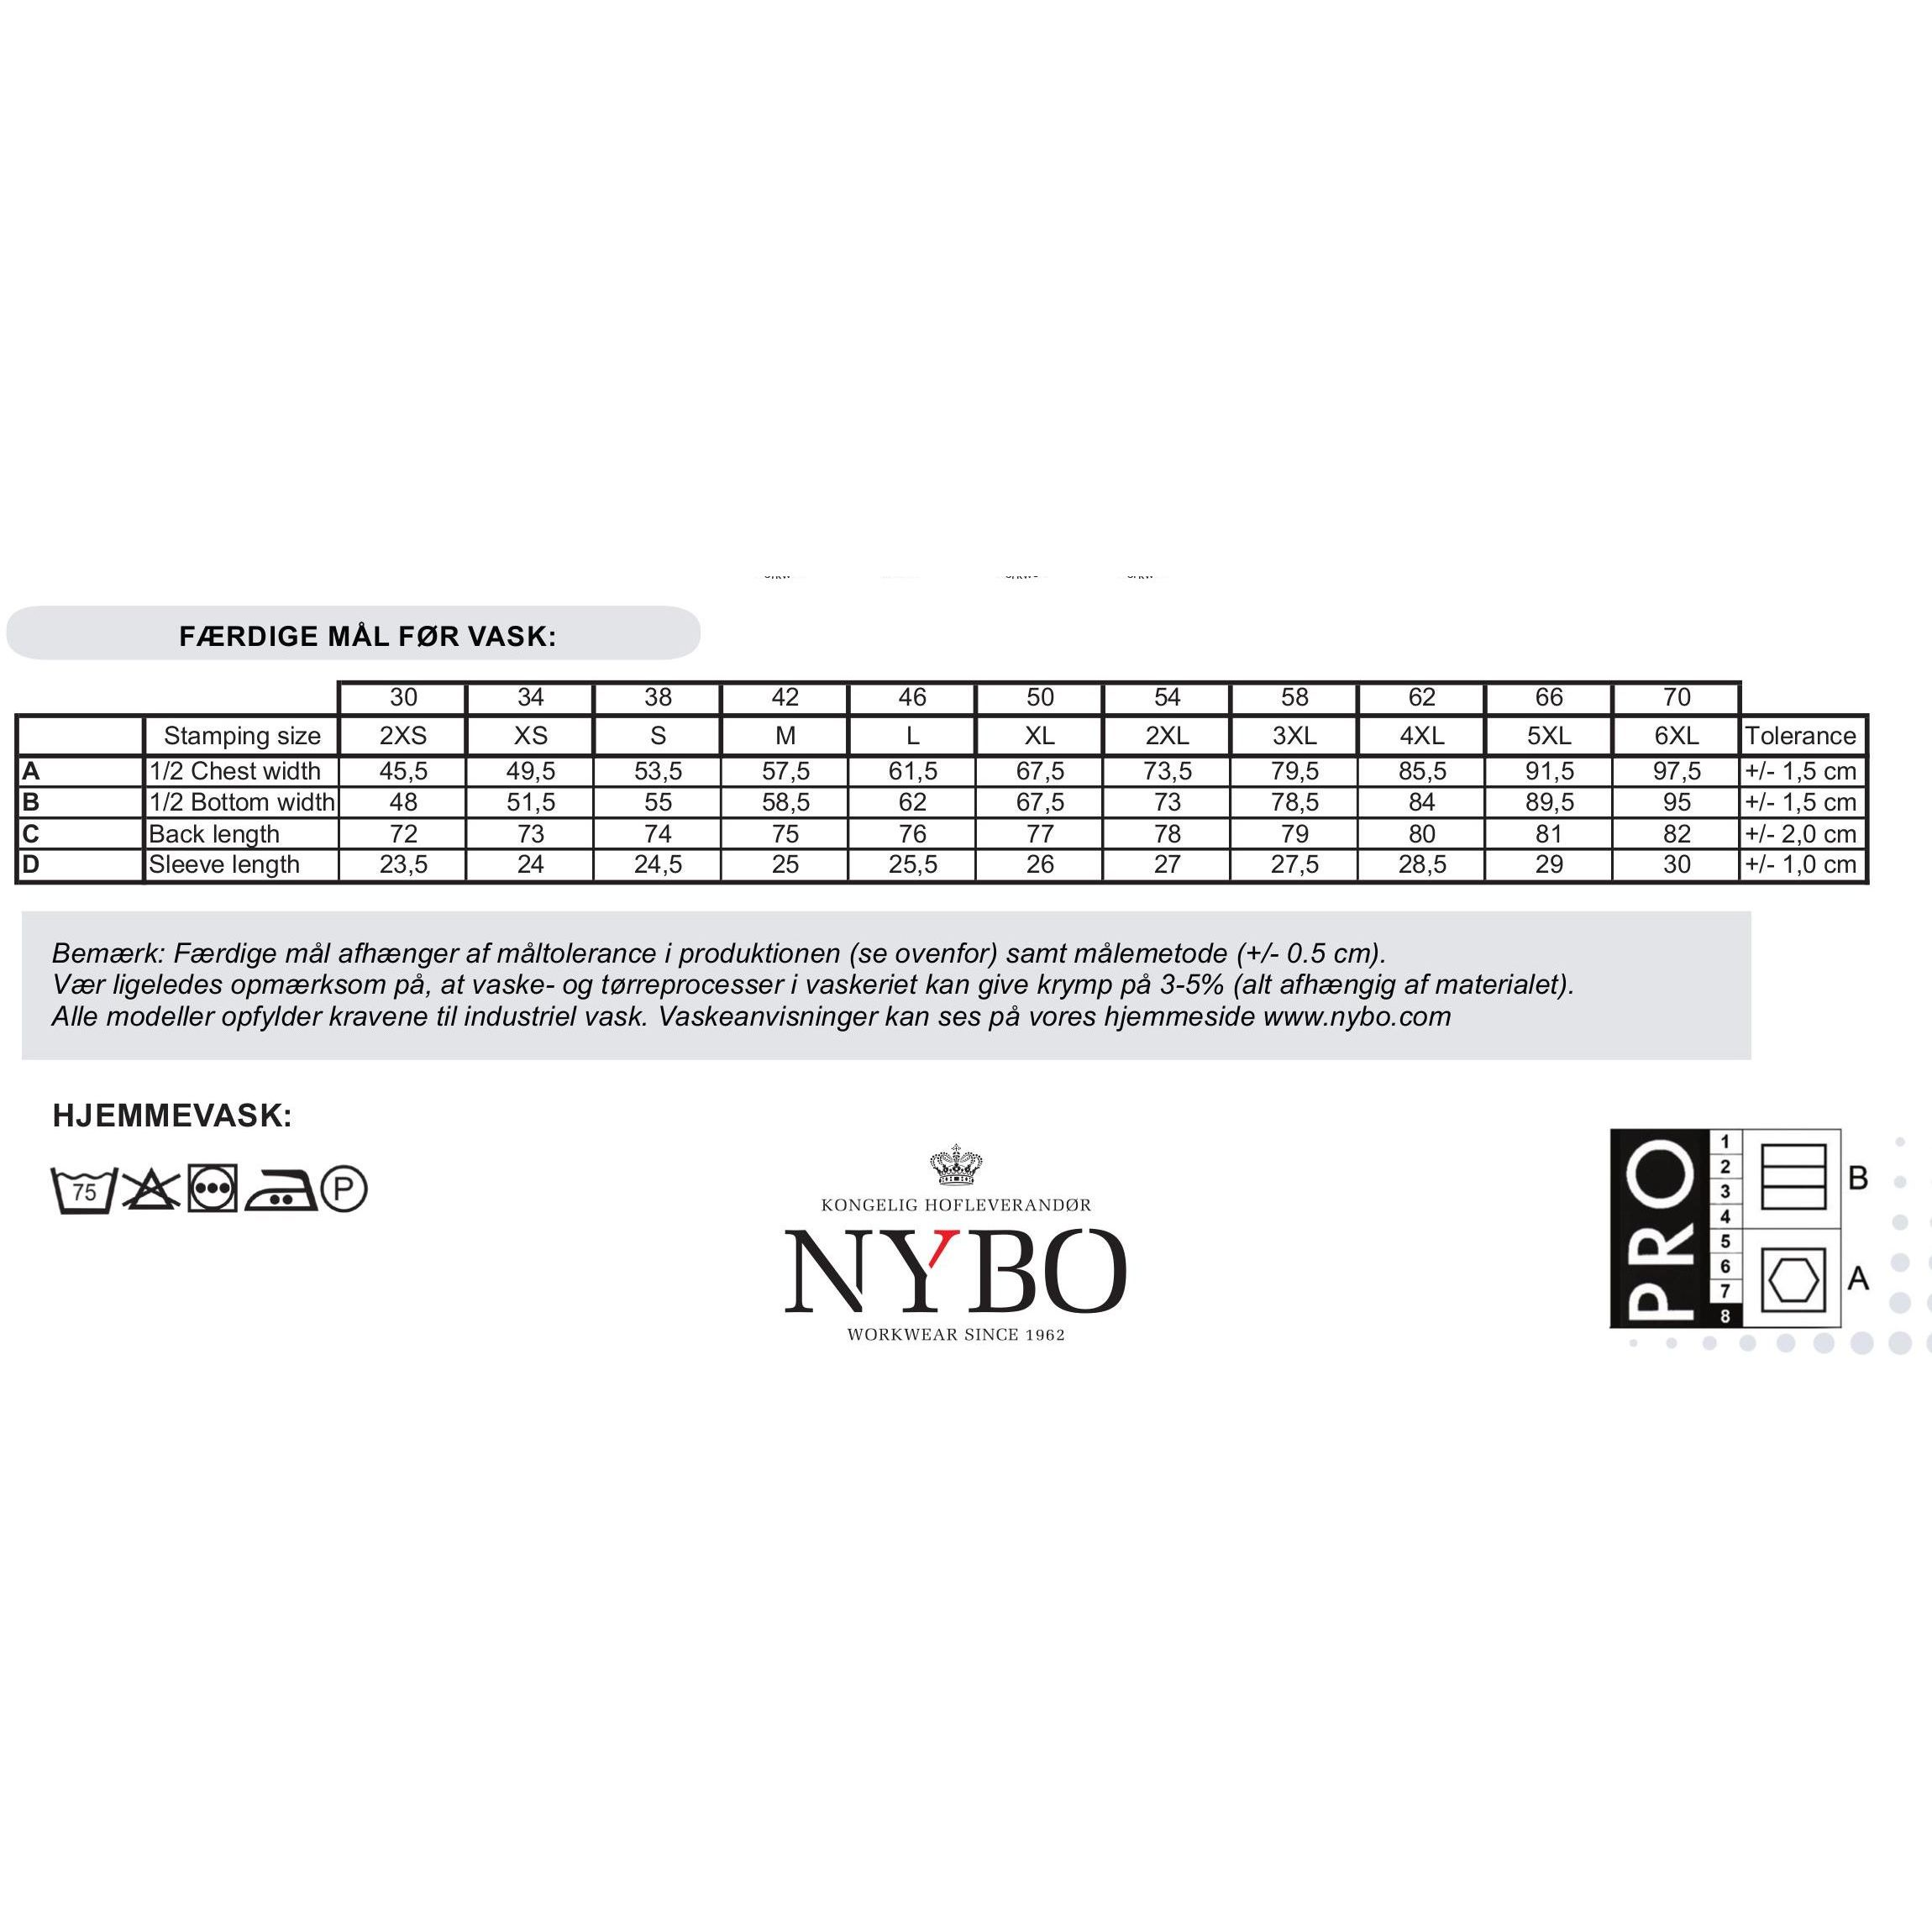 FÆRDIGE MÅL FØR VASK:
30 34 38 42 46 50 54 58 62 66 70
Stamping size 2XS XS S M L XL 2XL 3XL 4XL 5XL 6XL Tolerance
A 1/2 Chest width 45,5 49,5 53,5 57,5 61,5 67,5 73,5 79,5 85,5 91,5 97,5 +/- 1,5 cm
B 1/2 Bottom width 48 51,5 55 58,5 62 67,5 73 78,5 84 89,5 95 +/- 1,5 cm
C Back length 72 73 74 75 76 77 78 79 80 81 82 +/- 2,0 cm
D Sleeve length 23,5 24 24,5 25 25,5 26 27 27,5 28,5 29 30 +/- 1,0 cm
Bemærk: Færdige mål afhænger af måltolerance i produktionen (se ovenfor) samt målemetode (+/- 0.5 cm).
Vær ligeledes opmærksom på, at vaske- og tørreprocesser i vaskeriet kan give krymp på 3-5% (alt afhængig af materialet).
Alle modeller opfylder kravene til industriel vask. Vaskeanvisninger kan ses på vores hjemmeside www.nybo.com
HJEMMEVASK:
75
P
KONGELIG HOFLEVERANDØR
NYBO
WORKWEAR SINCE 1962
PRO
1
2
3
4
5
6
7
8
B
A